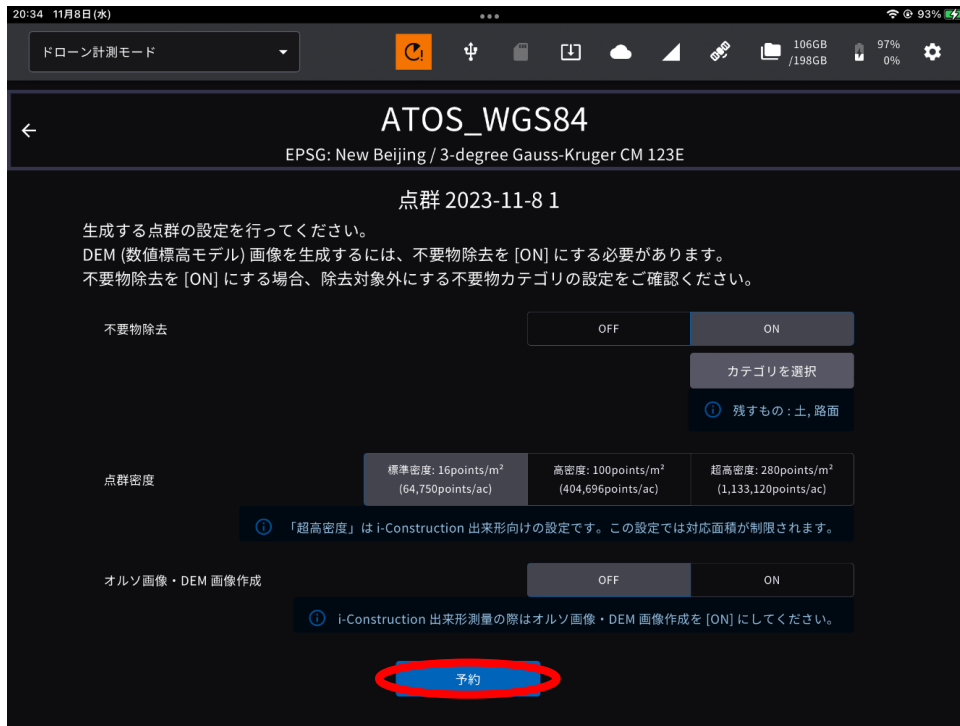 20:34 11月8日(水)
93%
ドローン計測モード
106GB
/198GB
97%
0%
ATOS_WGS84
EPSG: New Beijing / 3-degree Gauss-Kruger CM 123E
点群 2023-11-8 1
生成する点群の設定を行ってください。
DEM (数値標高モデル) 画像を生成するには、不要物除去を [ON] にする必要があります。
不要物除去を [ON] にする場合、除去対象外にする不要物カテゴリの設定をご確認ください。
不要物除去
OFF
ON
カテゴリを選択
残すもの : 土, 路面
点群密度
標準密度: 16points/m²
(64,750points/ac)
高密度: 100points/m²
(404,696points/ac)
超高密度: 280points/m²
(1,133,120points/ac)
「超高密度」は i-Construction 出来形向けの設定です。この設定では対応面積が制限されます。
オルソ画像・DEM 画像作成
OFF
ON
i-Construction 出来形測量の際はオルソ画像・DEM 画像作成を [ON] にしてください。
予約